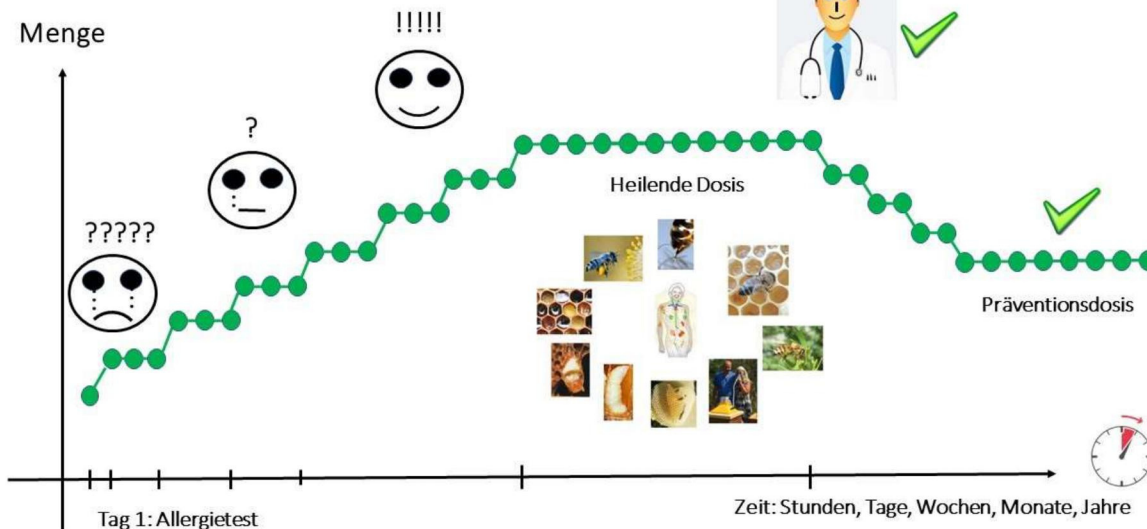 !!!!!
Menge
?
?????
Heilende Dosis
Präventionsdosis
Tag 1: Allergietest
Zeit: Stunden, Tage, Wochen, Monate, Jahre